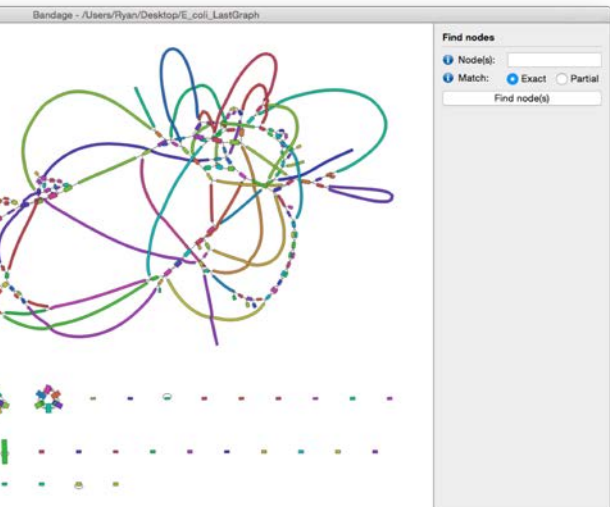 Bandage - /Users/Ryan/Desktop/E_coli_LastGraph
Find nodes
Node(s):
Match: Exact Partial
Find node(s)